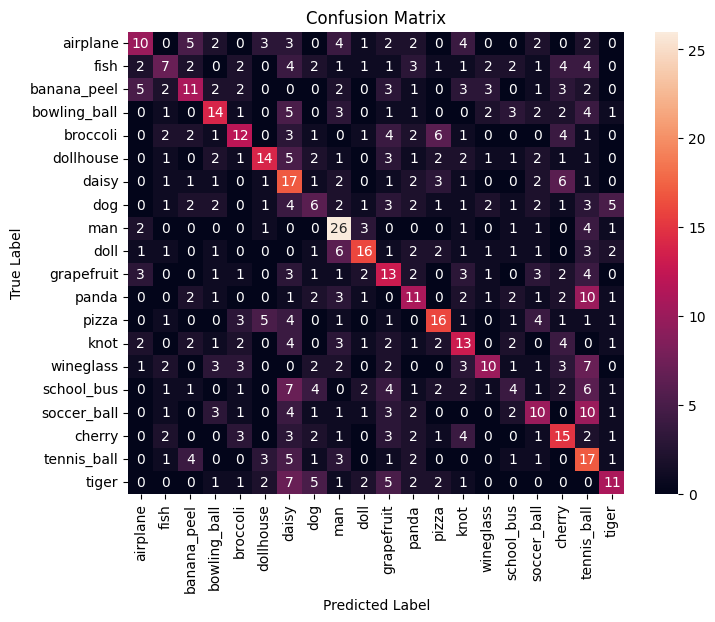 Confusion Matrix
airplane 10 0 5 2 0 3 3 0 4 1 2 2 0 4 0 0 2 0 2 0
fish 2 7 2 0 2 0 4 2 1 1 1 3 1 1 2 2 1 4 4 0
banana_peel 5 2 11 2 2 0 0 0 2 0 3 1 0 3 3 0 1 3 2 0
bowling_ball 0 1 0 14 1 0 5 0 3 0 1 1 0 0 2 3 2 2 4 1
broccoli 0 2 2 1 12 0 3 1 0 1 4 2 6 1 0 0 0 4 1 0
dollhouse 0 1 0 2 1 14 5 2 1 0 3 1 2 2 1 1 2 1 1 0
daisy 0 1 1 1 0 1 17 1 2 0 1 2 3 1 0 0 2 6 1 0
dog 0 1 2 2 0 1 4 6 2 1 3 2 1 1 2 1 2 1 3 5
man 2 0 0 0 0 1 0 0 26 3 0 0 0 1 0 1 1 0 4 1
doll 1 1 0 1 0 0 0 1 6 16 1 2 2 1 1 1 1 0 3 2
grapefruit 3 0 0 1 1 0 3 1 1 2 13 2 0 3 1 0 3 2 4 0
panda 0 0 2 1 0 0 1 2 3 1 0 11 0 2 1 2 1 2 10 1
pizza 0 1 0 0 3 5 4 0 1 0 1 0 16 1 0 1 4 1 1 1
knot 2 0 2 1 2 0 4 0 3 1 2 1 2 13 0 2 0 4 0 1
wineglass 1 2 0 3 3 0 0 2 2 0 2 0 0 3 10 1 1 3 7 0
school_bus 0 1 1 0 1 0 7 4 0 2 4 1 2 2 1 4 1 2 6 1
soccer_ball 0 1 0 3 1 0 4 1 1 1 3 2 0 0 0 2 10 0 10 1
cherry 0 2 0 0 3 0 3 2 1 0 3 2 1 4 0 0 1 15 2 1
tennis_ball 0 1 4 0 0 3 5 1 3 0 1 2 0 0 0 1 1 0 17 1
tiger 0 0 0 1 1 2 7 5 1 2 5 2 2 1 0 0 0 0 0 11
airplane fish banana_peel bowling_ball broccoli dollhouse daisy dog man doll grapefruit panda pizza knot wineglass school_bus soccer_ball cherry tennis_ball tiger
Predicted Label
True Label
25
20
15
10
5
0